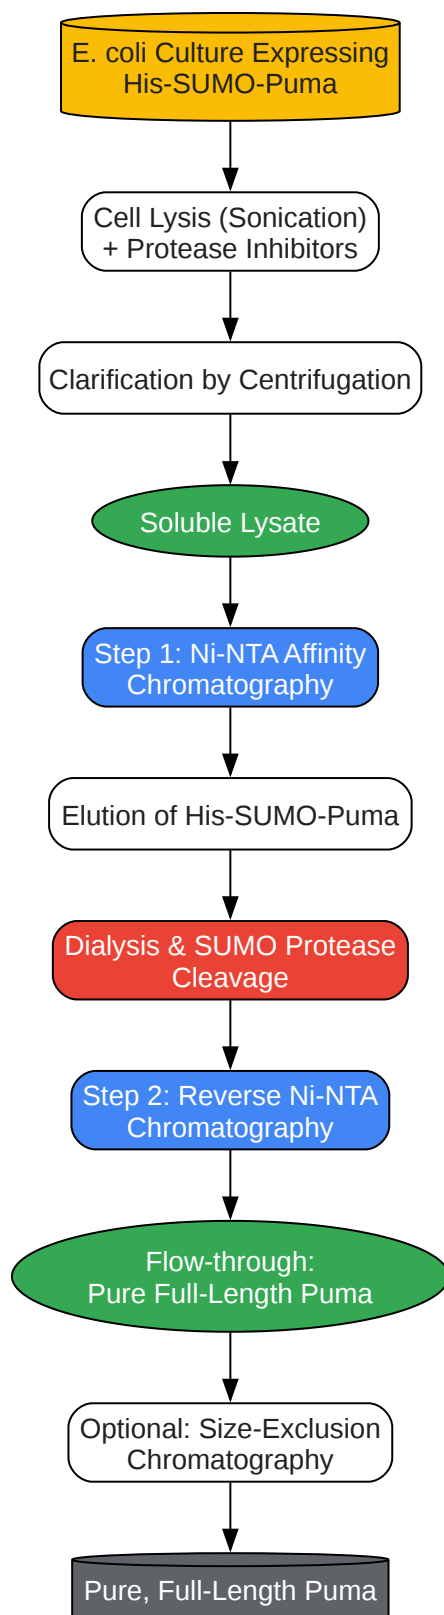 E. coli Culture Expressing
His-SUMO-Puma
Cell Lysis (Sonication)
+ Protease Inhibitors
Clarification by Centrifugation
Soluble Lysate
Step 1: Ni-NTA Affinity
Chromatography
Elution of His-SUMO-Puma
Dialysis & SUMO Protease
Cleavage
Step 2: Reverse Ni-NTA
Chromatography
Flow-through:
Pure Full-Length Puma
Optional: Size-Exclusion
Chromatography
Pure, Full-Length Puma